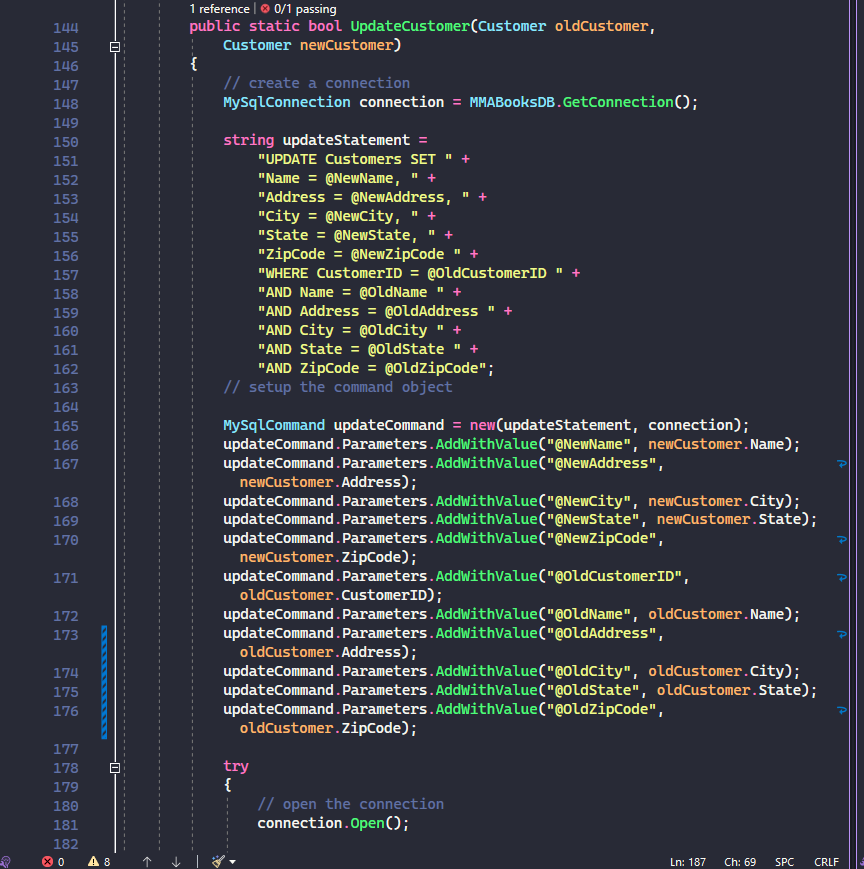 1 reference | 0/1 passing
144 public static bool UpdateCustomer(Customer oldCustomer,
145 Customer newCustomer)
146 {
147 // create a connection
148 MySqlConnection connection = MMABooksDB.GetConnection();
149
150 string updateStatement =
151 "UPDATE Customers SET " +
152 "Name = @NewName, " +
153 "Address = @NewAddress, " +
154 "City = @NewCity, " +
155 "State = @NewState, " +
156 "ZipCode = @NewZipCode " +
157 "WHERE CustomerID = @OldCustomerID " +
158 "AND Name = @OldName " +
159 "AND Address = @OldAddress " +
160 "AND City = @OldCity " +
161 "AND State = @OldState " +
162 "AND ZipCode = @OldZipCode";
163 // setup the command object
164
165 MySqlCommand updateCommand = new(updateStatement, connection);
166 updateCommand.Parameters.AddWithValue("@NewName", newCustomer.Name);
167 updateCommand.Parameters.AddWithValue("@NewAddress",
newCustomer.Address);
168 updateCommand.Parameters.AddWithValue("@NewCity", newCustomer.City);
169 updateCommand.Parameters.AddWithValue("@NewState", newCustomer.State);
170 updateCommand.Parameters.AddWithValue("@NewZipCode",
newCustomer.ZipCode);
171 updateCommand.Parameters.AddWithValue("@OldCustomerID",
oldCustomer.CustomerID);
172 updateCommand.Parameters.AddWithValue("@OldName", oldCustomer.Name);
173 updateCommand.Parameters.AddWithValue("@OldAddress",
oldCustomer.Address);
174 updateCommand.Parameters.AddWithValue("@OldCity", oldCustomer.City);
175 updateCommand.Parameters.AddWithValue("@OldState", oldCustomer.State);
176 updateCommand.Parameters.AddWithValue("@OldZipCode",
oldCustomer.ZipCode);
177
178 try
179 {
180 // open the connection
181 connection.Open();
182
0 8 Ln: 187 Ch: 69 SPC CRLF